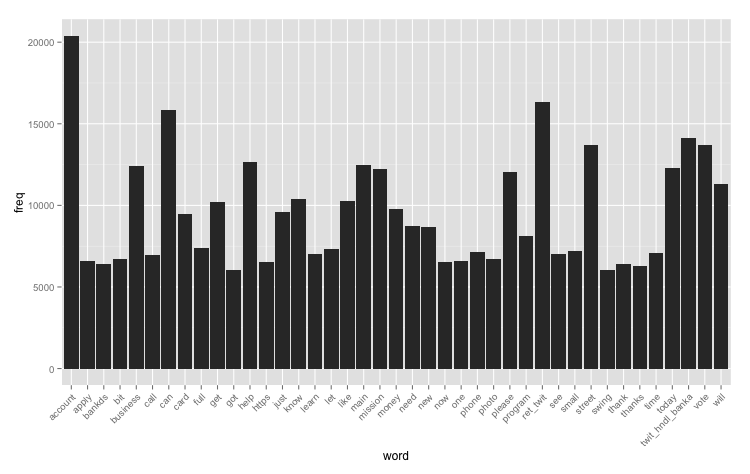 freq
20000
15000
10000
5000
0
account
apply
bankds
bit
business
call
can
card
full
get
got
help
https
just
know
learn
let
like
main
mission
money
need
new
now
one
phone
photo
please
program
ret_twit
see
small
street
swing
thank
thanks
time
today
twit_hndl_banka
vote
will
word